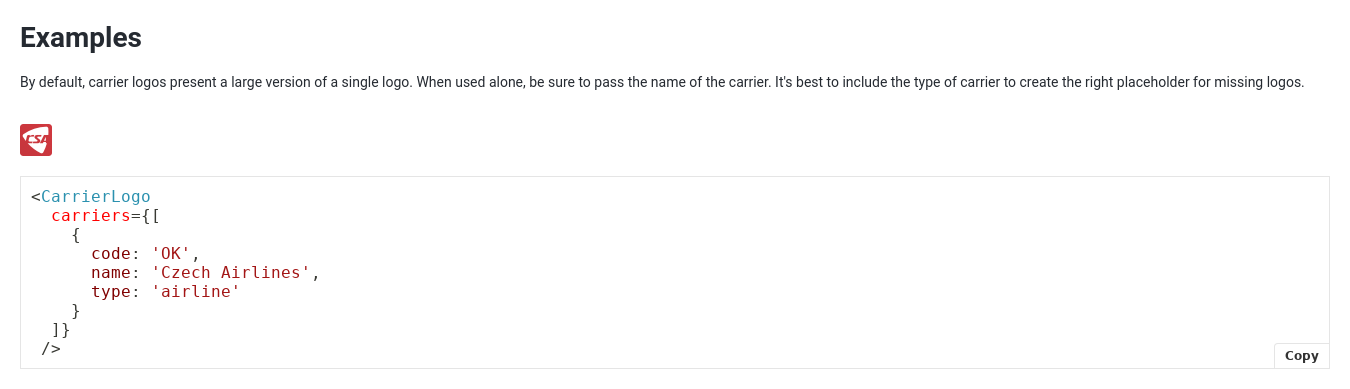 Examples
By default, carrier logos present a large version of a single logo. When used alone, be sure to pass the name of the carrier. It's best to include the type of carrier to create the right placeholder for missing logos.
CSA
<CarrierLogo
  carriers={[
    {
      code: 'OK',
      name: 'Czech Airlines',
      type: 'airline'
    }
  ]}
 />
Copy